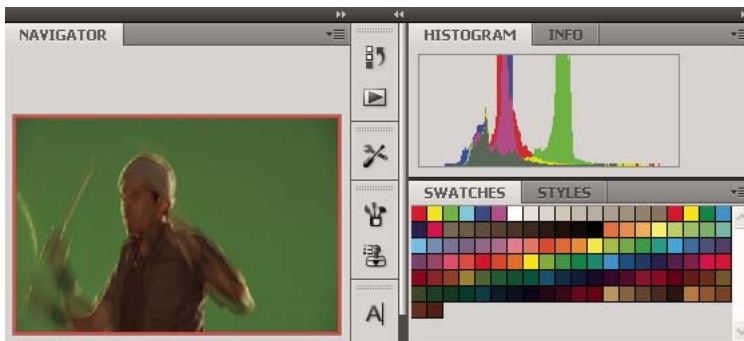 NAVIGATOR
HISTOGRAM
INFO
SWATCHES
STYLES
A